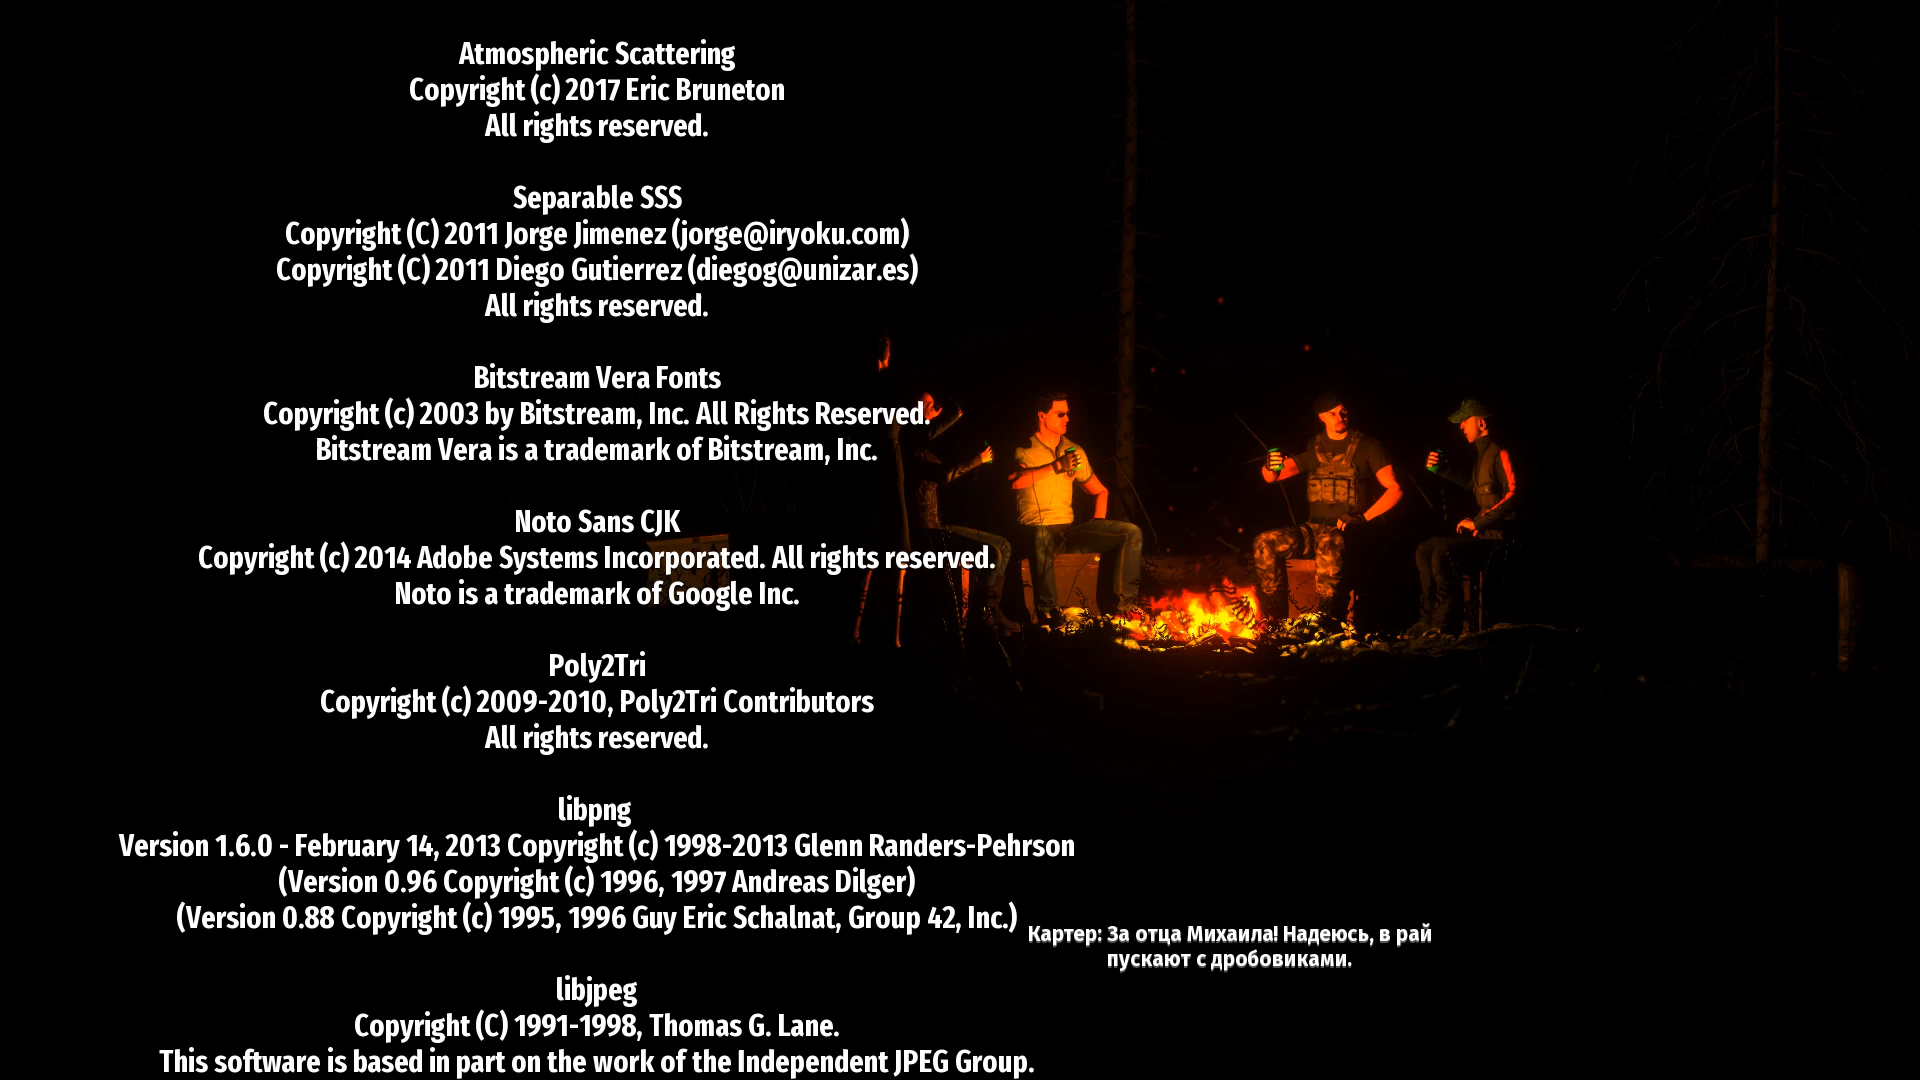 Atmospheric Scattering
Copyright (c) 2017 Eric Bruneton
All rights reserved.
Separable SSS
Copyright (C) 2011 Jorge Jimenez (jorge@iryoku.com)
Copyright (C) 2011 Diego Gutierrez (diegog@unizar.es)
All rights reserved.
Bitstream Vera Fonts
Copyright (c) 2003 by Bitstream, Inc. All Rights Reserved.
Bitstream Vera is a trademark of Bitstream, Inc.
Noto Sans CJK
Copyright (c) 2014 Adobe Systems Incorporated. All rights reserved.
Noto is a trademark of Google Inc.
Poly2Tri
Copyright (c) 2009-2010, Poly2Tri Contributors
All rights reserved.
libpng
Version 1.6.0 - February 14, 2013 Copyright (c) 1998-2013 Glenn Randers-Pehrson
(Version 0.96 Copyright (c) 1996, 1997 Andreas Dilger)
(Version 0.88 Copyright (c) 1995, 1996 Guy Eric Schalnat, Group 42, Inc.)
libjpeg
Copyright (C) 1991-1998, Thomas G. Lane.
This software is based in part on the work of the Independent JPEG Group.
Картер: За отца Михаила! Надеюсь, в рай
пускают с дробовиками.